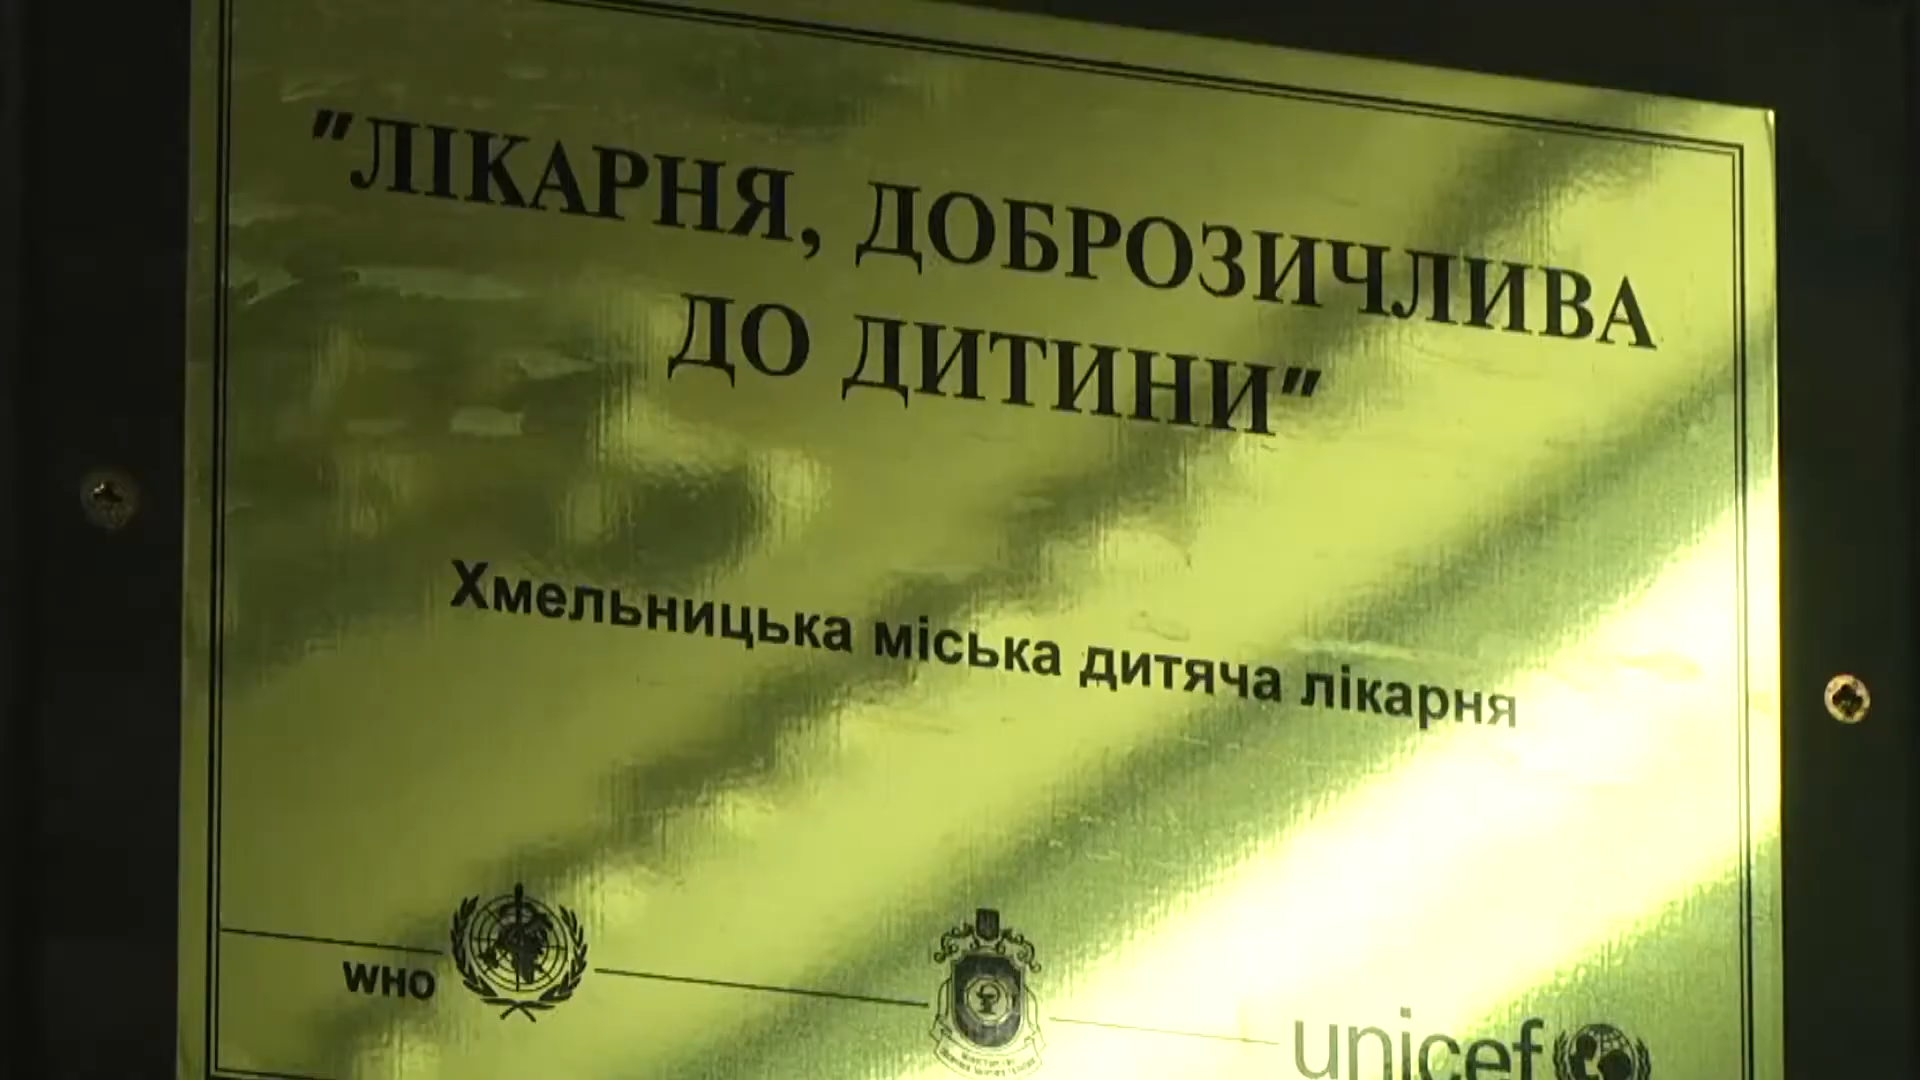 "ЛІКАРНЯ, ДОБРОЗИЧЛИВА
ДО ДИТИНИ"
Хмельницька міська дитяча лікарня
WHO
unicef